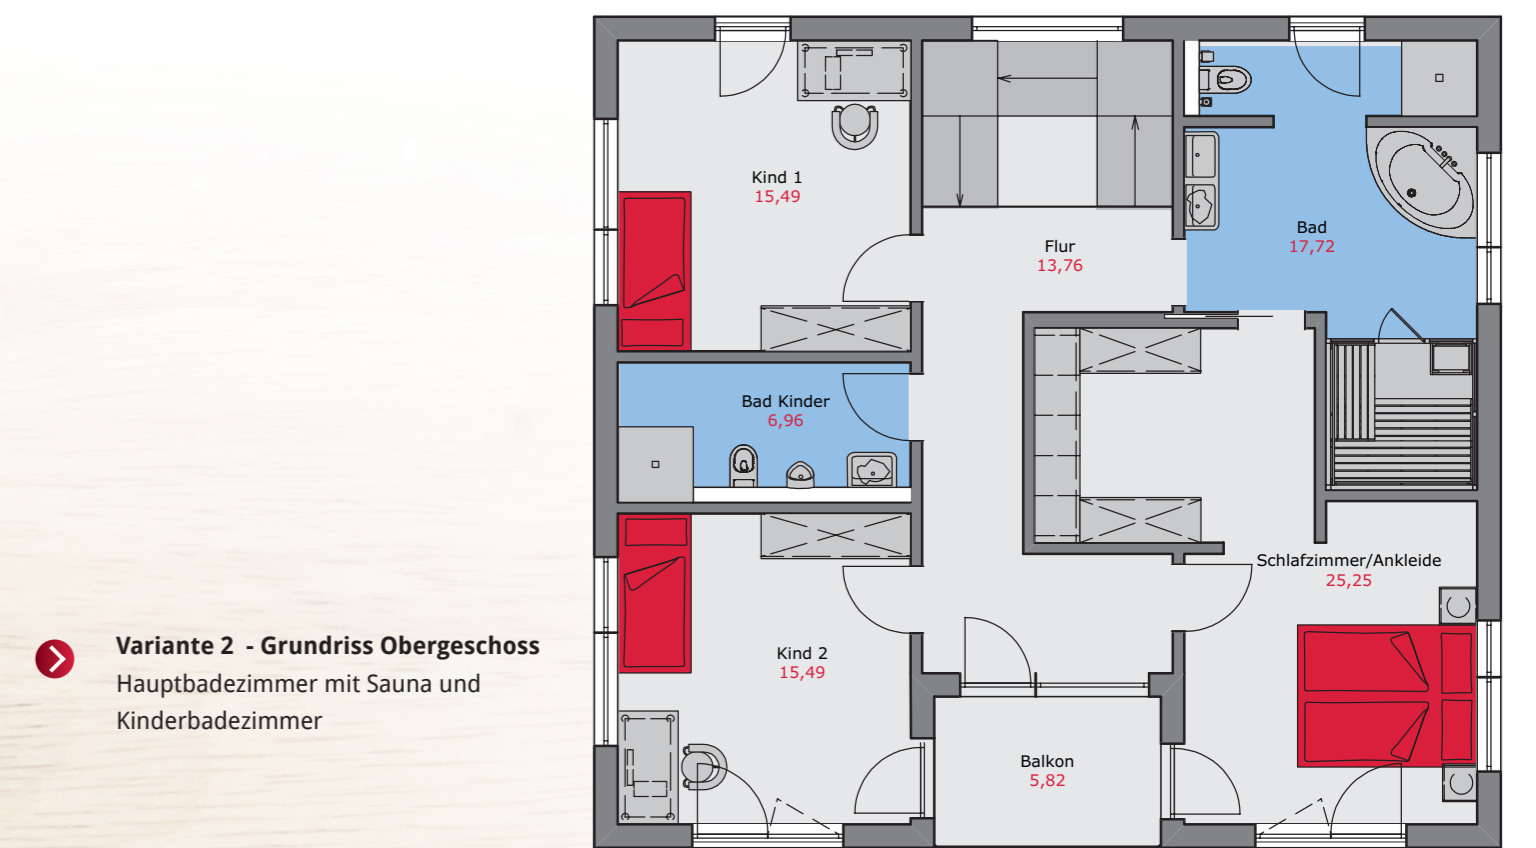 Kind 1
15,49
Flur
13,76
Bad
17,72
Bad Kinder
6,96
Schlafzimmer/Ankleide
25,25
Kind 2
15,49
Balkon
5,82
Variante 2  - Grundriss Obergeschoss
Hauptbadezimmer mit Sauna und
Kinderbadezimmer